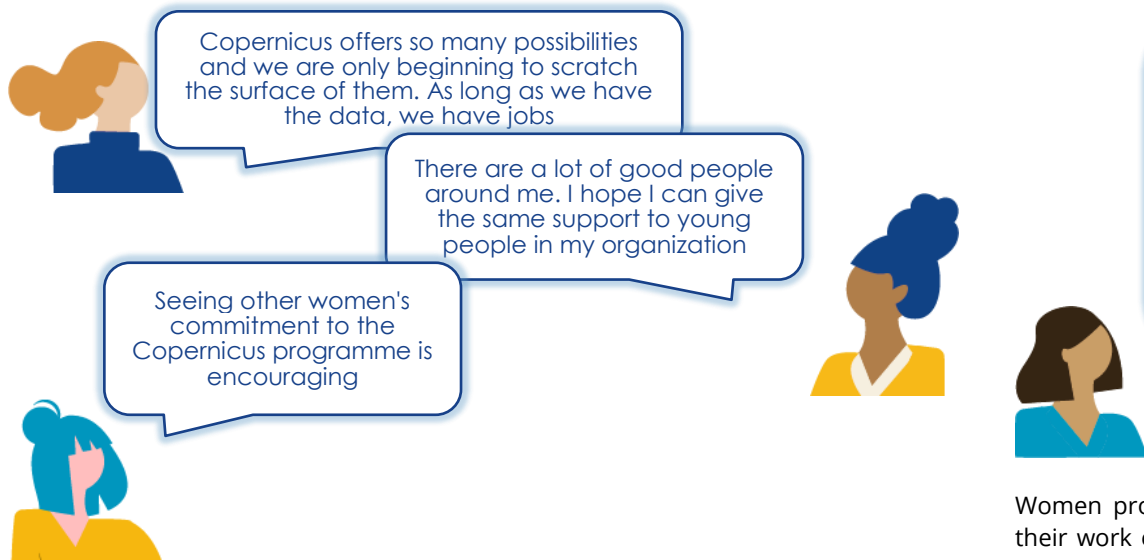 Copernicus offers so many possibilities
and we are only beginning to scratch
the surface of them. As long as we have
the data, we have jobs
There are a lot of good people
around me. I hope I can give
the same support to young
people in my organization
Seeing other women's
commitment to the
Copernicus programme is
encouraging
Women
their work